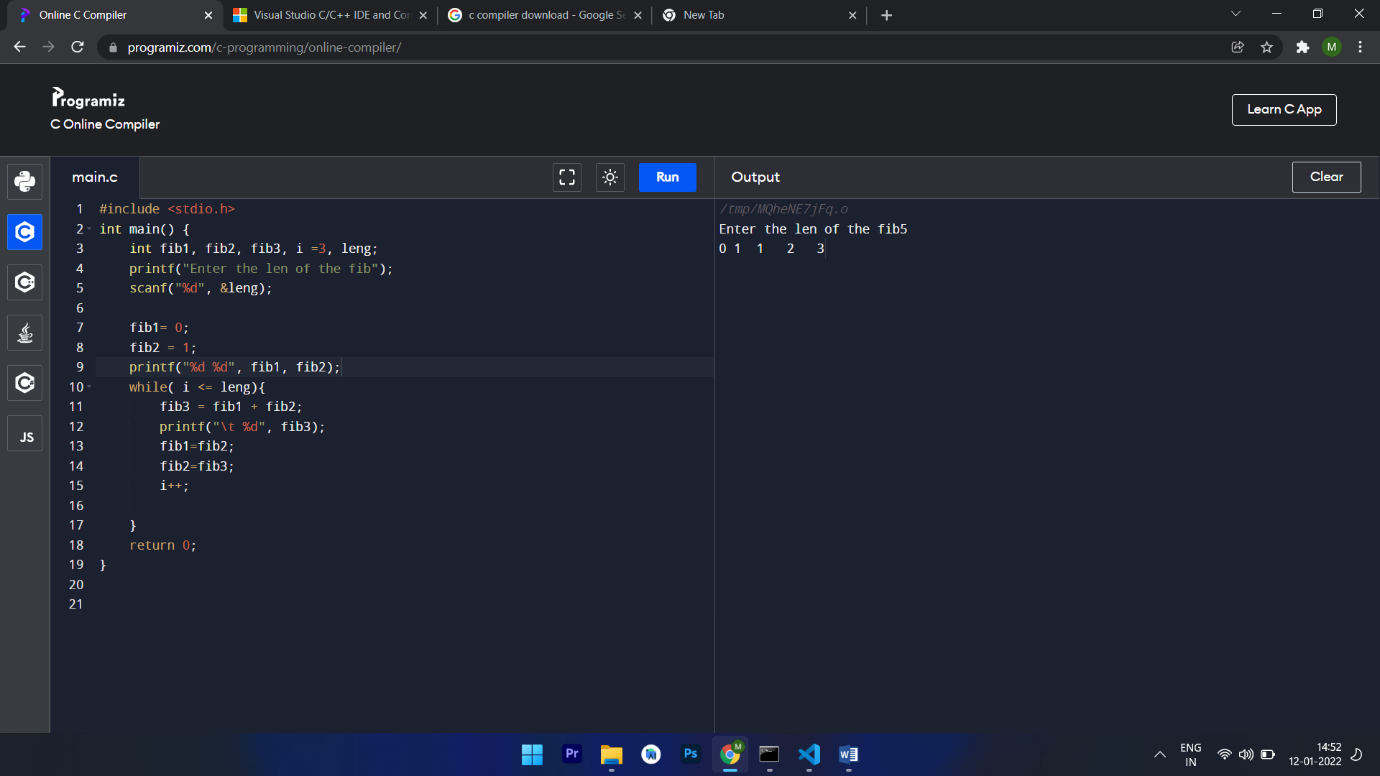 Online C Compiler
Visual Studio C/C++ IDE and Cor
c compiler download - Google Se
New Tab
programiz.com/c-programming/online-compiler/
M
Programiz
C Online Compiler
Learn C App
main.c
Run
Output
Clear
1 #include <stdio.h>
2 int main() {
3 int fib1, fib2, fib3, i =3, leng;
4 printf("Enter the len of the fib");
5 scanf("%d", &leng);
6
7 fib1= 0;
8 fib2 = 1;
9 printf("%d %d", fib1, fib2);
10 while( i <= leng){
11 fib3 = fib1 + fib2;
12 printf("\t %d", fib3);
13 fib1=fib2;
14 fib2=fib3;
15 i++;
16
17 }
18 return 0;
19 }
20
21
/tmp/MQheNE7jFq.o
Enter the len of the fib5
0 1 1 2 3
JS
Pr
Ps
M
ENG
IN
14:52
12-01-2022